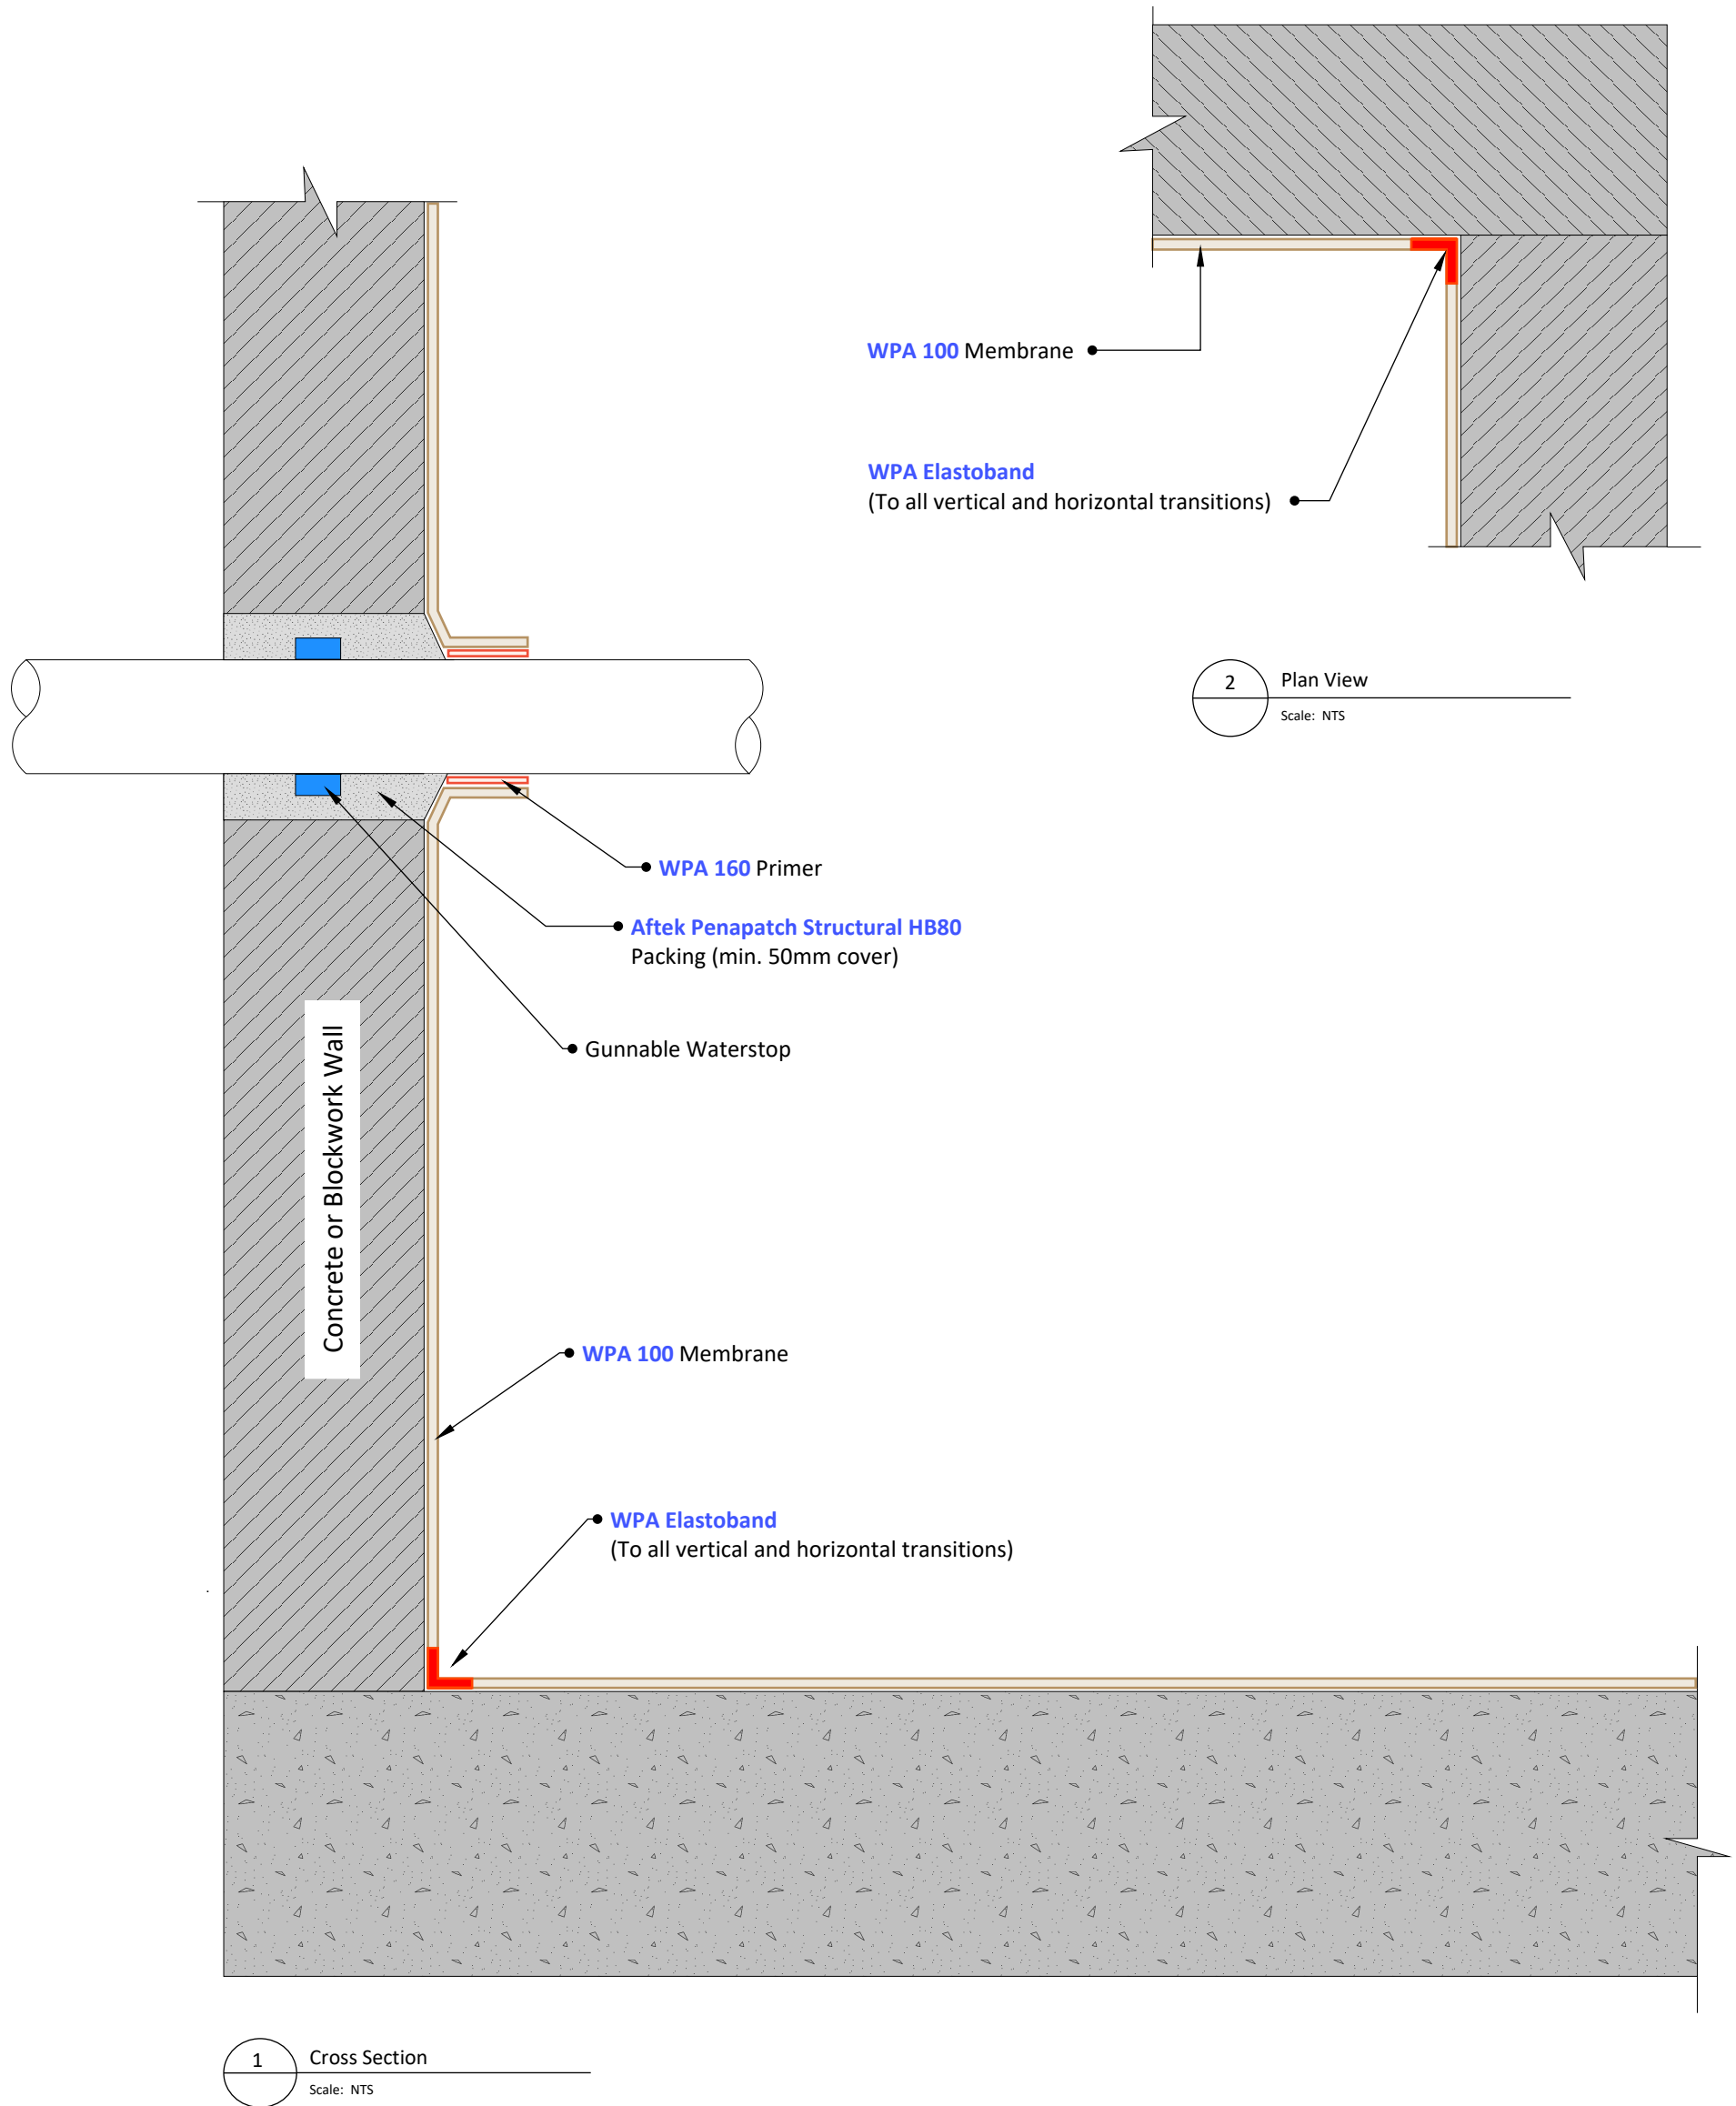 WPA 100 Membrane
WPA Elastoband
(To all vertical and horizontal transitions)
2
Plan View
Scale: NTS
WPA 160 Primer
Aftek Penapatch Structural HB80
Packing (min. 50mm cover)
Gunnable Waterstop
Concrete or Blockwork Wall
WPA 100 Membrane
WPA Elastoband
(To all vertical and horizontal transitions)
1
Cross Section
Scale: NTS